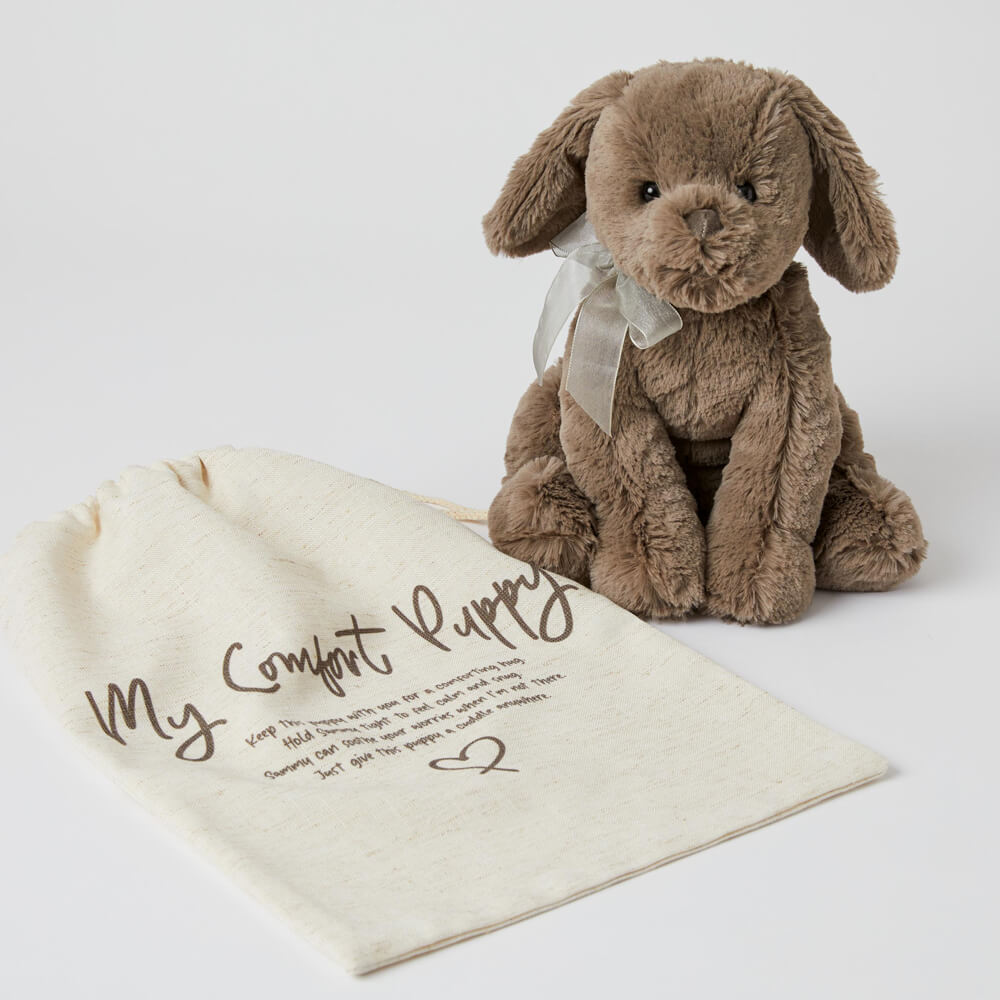 My Comfort Puppy
Keep this puppy with you for a comforting hug.
Hold Sammy tight to feel calm and snug.
Sammy can soothe your worries when I'm not there.
Just give this puppy a cuddle anywhere.